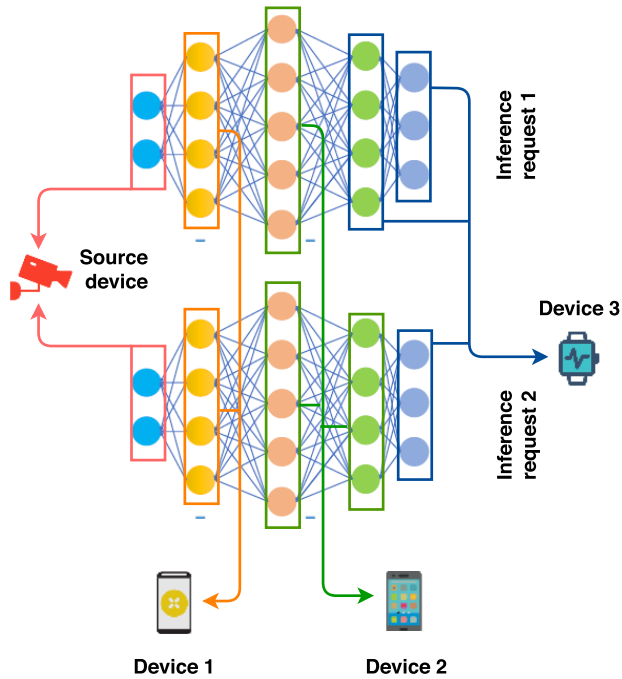 Inference
request 1
Source
device
Device 3
Inference
request 2
Device 1
Device 2